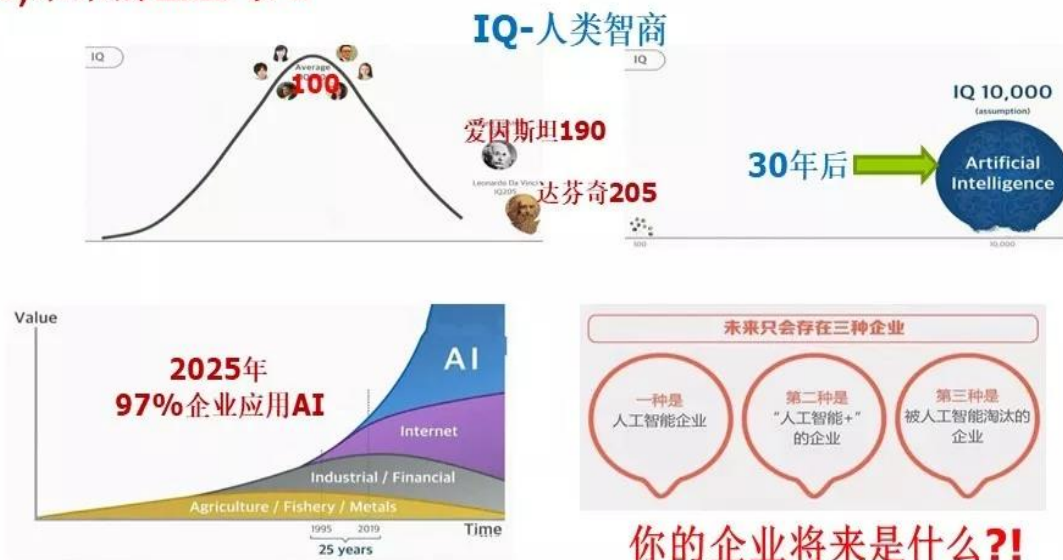 IQ-人类智商
IQ
Average
100
爱因斯坦190
Leonardo Da Vinci
IQ205
达芬奇205
IQ
IQ 10,000
(assumption)
30年后
Artificial
Intelligence
100
10,000
Value
2025年
97%企业应用AI
AI
Internet
Industrial / Financial
Agriculture / Fishery / Metals
1995
2019
Time
25 years
未来只会存在三种企业
一种是
人工智能企业
第二种是
“人工智能+”
的企业
第三种是
被人工智能淘汰的
企业
你的企业将来是什么?!